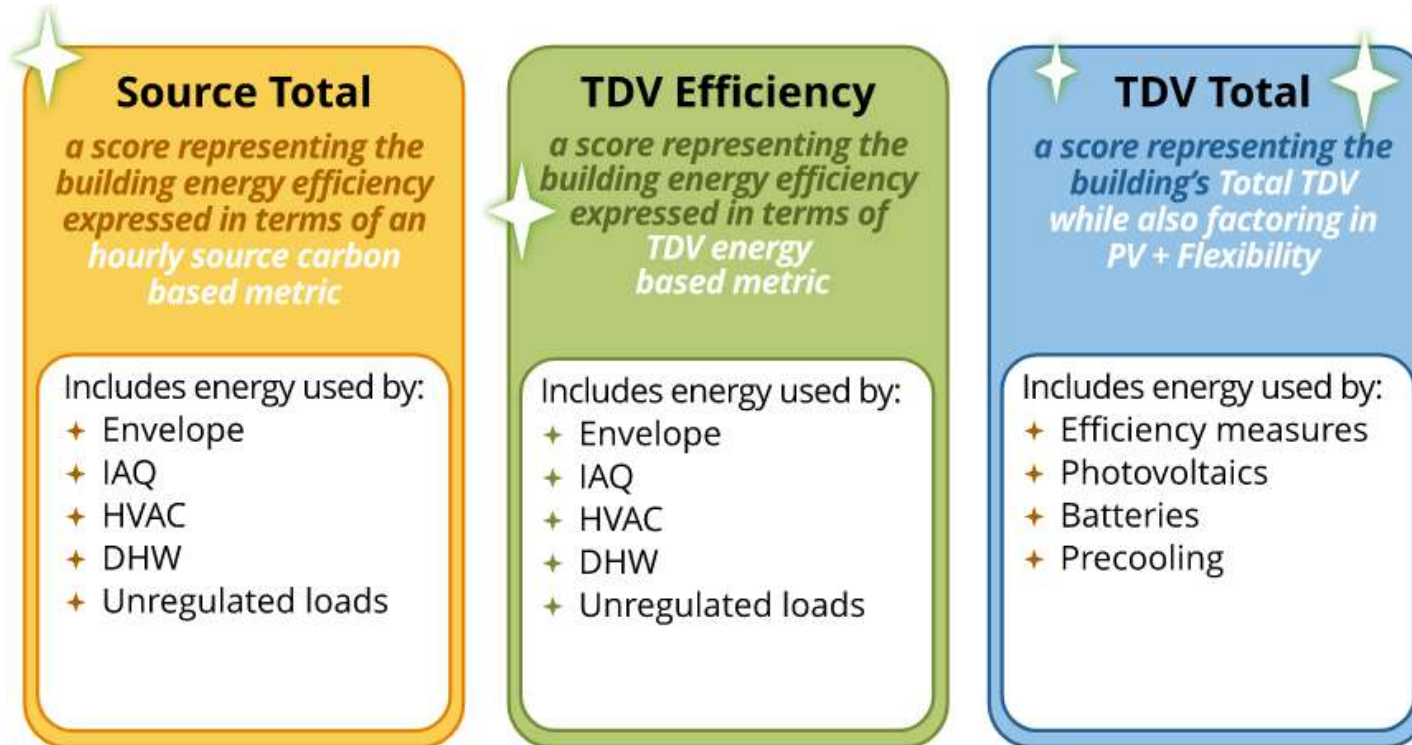 Source Total
a score representing the
building energy efficiency
expressed in terms of an
hourly source carbon
based metric
Includes energy used by:
Envelope
IAQ
HVAC
DHW
Unregulated loads
TDV Efficiency
a score representing the
building energy efficiency
expressed in terms of
TDV energy
based metric
Includes energy used by:
Envelope
IAQ
HVAC
DHW
Unregulated loads
TDV Total
a score representing the
building’s Total TDV
while also factoring in
PV + Flexibility
Includes energy used by:
Efficiency measures
Photovoltaics
Batteries
Precooling